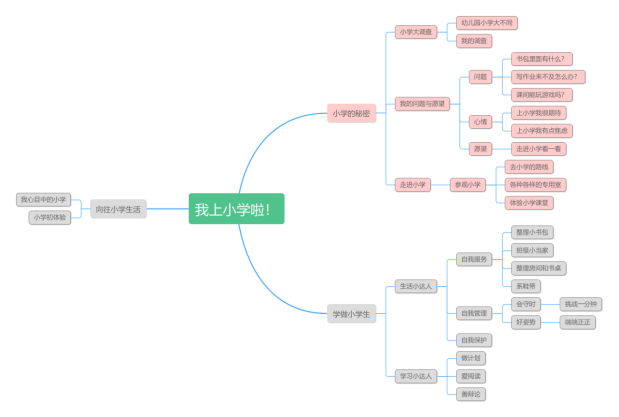 我上小学啦！
小学的秘密
小学大调查
幼儿园小学大不同
我的调查
我的问题与愿望
问题
书包里面有什么？
写作业来不及怎么办？
课间能玩游戏吗？
心情
上小学我很期待
上小学我有点焦虑
愿望
走进小学看一看
走进小学
参观小学
去小学的路线
各种各样的专用室
体验小学课堂
学做小学生
生活小达人
自我服务
整理小书包
班级小当家
整理房间和书桌
系鞋带
自我管理
会守时
挑战一分钟
好姿势
端端正正
自我保护
学习小达人
做计划
爱阅读
善辩论
向往小学生活
我心目中的小学
小学初体验